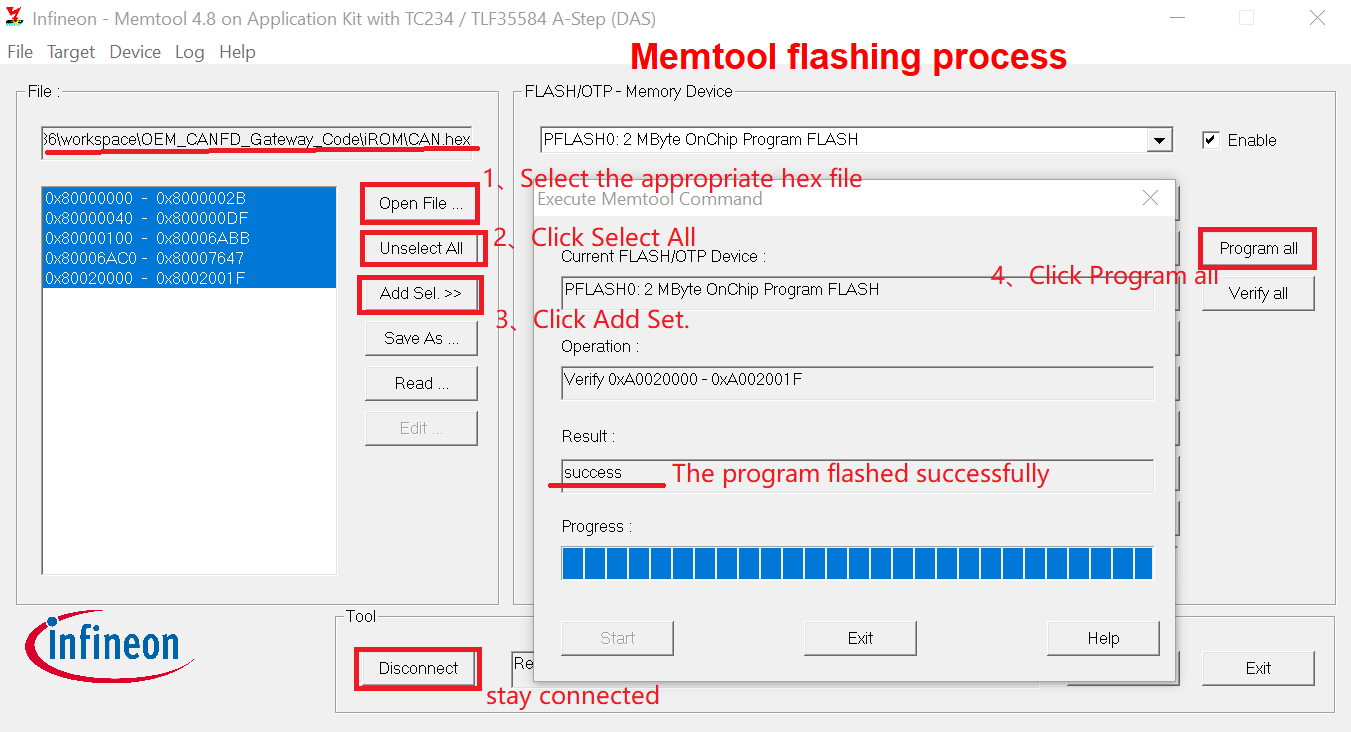 Infineon - Memtool 4.8 on Application Kit with TC234 / TLF35584 A-Step (DAS)
File Target Device Log Help
Memtool flashing process
File :
FLASH/OTP - Memory Device
36\workspace\OEM_CANFD_Gateway_Code\iROM\CAN.hex
PFLASH0: 2 MByte OnChip Program FLASH
Enable
1、Select the appropriate hex file
0x80000000 - 0x8000002B
0x80000040 - 0x800000DF
0x80000100 - 0x80006ABB
0x80006AC0 - 0x80007647
0x80020000 - 0x8002001F
Open File ...
Unselect All
Add Sel. >>
Save As ...
Read ...
Edit ...
2、Click Select All
3、Click Add Set.
Execute Memtool Command
Current FLASH/OTP Device :
PFLASH0: 2 MByte OnChip Program FLASH
Operation :
Verify 0xA0020000 - 0xA002001F
Result :
success
The program flashed successfully
Progress :
Start
Exit
Help
4、Click Program all
Program all
Verify all
infineon
Tool
Disconnect
Re
stay connected
Exit